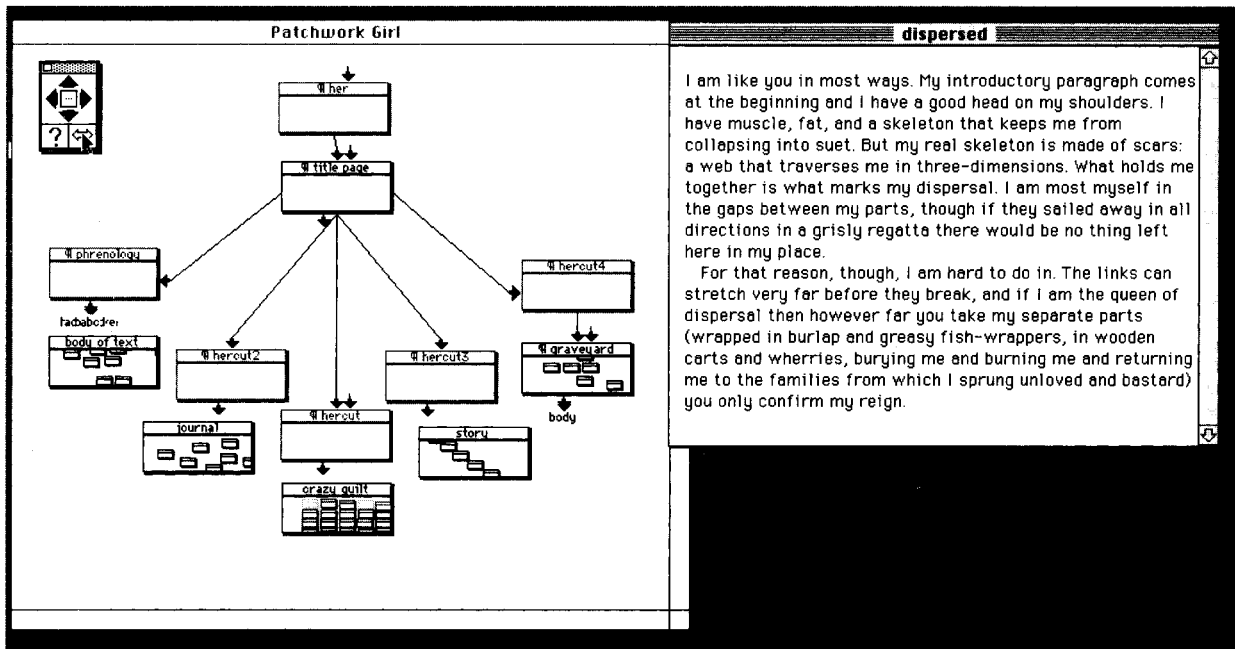 Patchwork Girl
¶ her
¶ title page
¶ phrenology
¶ hercut4
body of text
¶ hercut2
¶ hercut3
¶ graveyard
¶ hercut
body
journal
story
crazy quilt
?
dispersed
I am like you in most ways. My introductory paragraph comes
at the beginning and I have a good head on my shoulders. I
have muscle, fat, and a skeleton that keeps me from
collapsing into suet. But my real skeleton is made of scars:
a web that traverses me in three-dimensions. What holds me
together is what marks my dispersal. I am most myself in
the gaps between my parts, though if they sailed away in all
directions in a grisly regatta there would be no thing left
here in my place.
For that reason, though, I am hard to do in. The links can
stretch very far before they break, and if I am the queen of
dispersal then however far you take my separate parts
(wrapped in burlap and greasy fish-wrappers, in wooden
carts and wherries, burying me and burning me and returning
me to the families from which I sprung unloved and bastard)
you only confirm my reign.